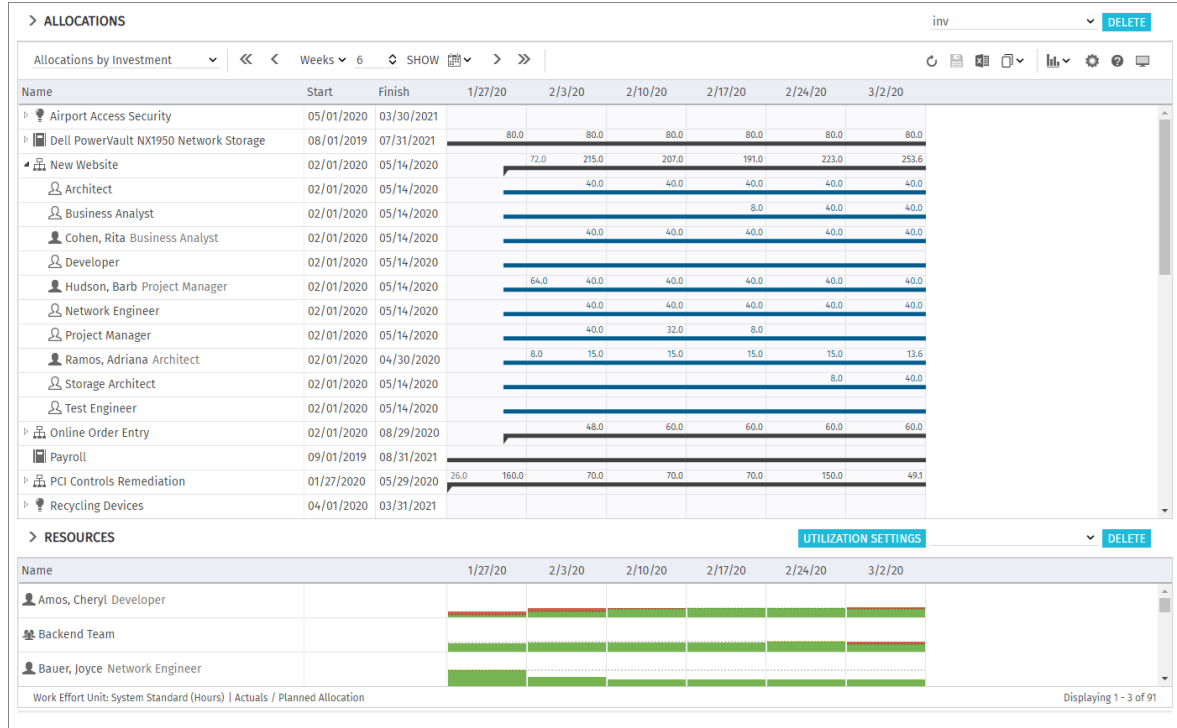 ALLOCATIONS inv DELETE
Allocations by Investment Weeks 6 SHOW
Name Start Finish 1/27/20 2/3/20 2/10/20 2/17/20 2/24/20 3/2/20
Airport Access Security 05/01/2020 03/30/2021
Dell PowerVault NX1950 Network Storage 08/01/2019 07/31/2021 80.0 80.0 80.0 80.0 80.0 80.0
New Website 02/01/2020 05/14/2020 72.0 215.0 207.0 191.0 223.0 253.6
Architect 02/01/2020 05/14/2020 40.0 40.0 40.0 40.0 40.0
Business Analyst 02/01/2020 05/14/2020 8.0 40.0 40.0
Cohen, Rita Business Analyst 02/01/2020 05/14/2020 40.0 40.0 40.0 40.0 40.0
Developer 02/01/2020 05/14/2020
Hudson, Barb Project Manager 02/01/2020 05/14/2020 64.0 40.0 40.0 40.0 40.0 40.0
Network Engineer 02/01/2020 05/14/2020 40.0 40.0 40.0 40.0 40.0
Project Manager 02/01/2020 05/14/2020 40.0 32.0 8.0
Ramos, Adriana Architect 02/01/2020 04/30/2020 8.0 15.0 15.0 15.0 15.0 13.6
Storage Architect 02/01/2020 05/14/2020 8.0 40.0
Test Engineer 02/01/2020 05/14/2020
Online Order Entry 02/01/2020 08/29/2020 48.0 60.0 60.0 60.0 60.0
Payroll 09/01/2019 08/31/2021
PCI Controls Remediation 01/27/2020 05/29/2020 26.0 160.0 70.0 70.0 70.0 150.0 49.1
Recycling Devices 04/01/2020 03/31/2021
RESOURCES UTILIZATION SETTINGS DELETE
Name 1/27/20 2/3/20 2/10/20 2/17/20 2/24/20 3/2/20
Amos, Cheryl Developer
Backend Team
Bauer, Joyce Network Engineer
Work Effort Unit: System Standard (Hours) | Actuals / Planned Allocation Displaying 1 - 3 of 91